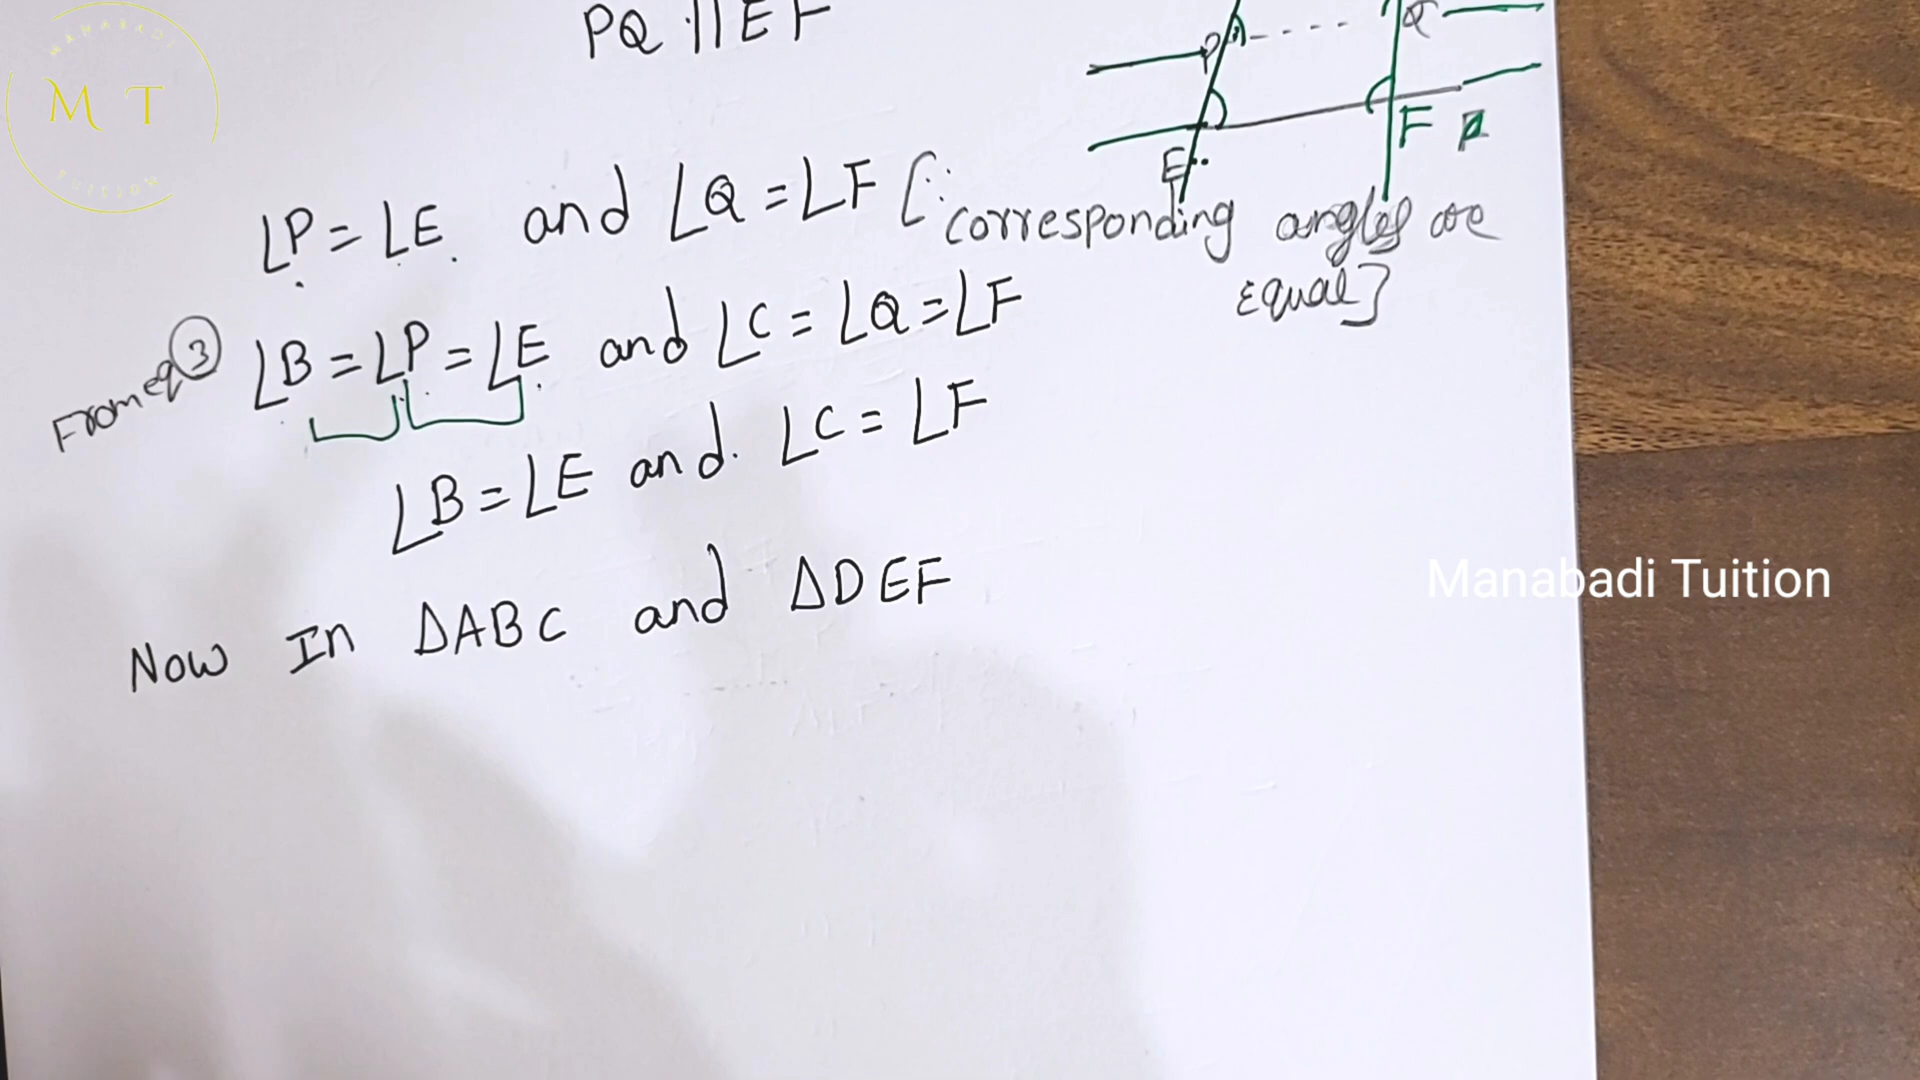 PQ || EF
P Q
F
E
∠P = ∠E and ∠Q = ∠F [∵ corresponding angles are
Equal]
From eq ③ ∠B = ∠P = ∠E and ∠C = ∠Q = ∠F
∠B = ∠E and ∠C = ∠F
Now In ΔABC and ΔDEF
M T
Manabadi Tuition